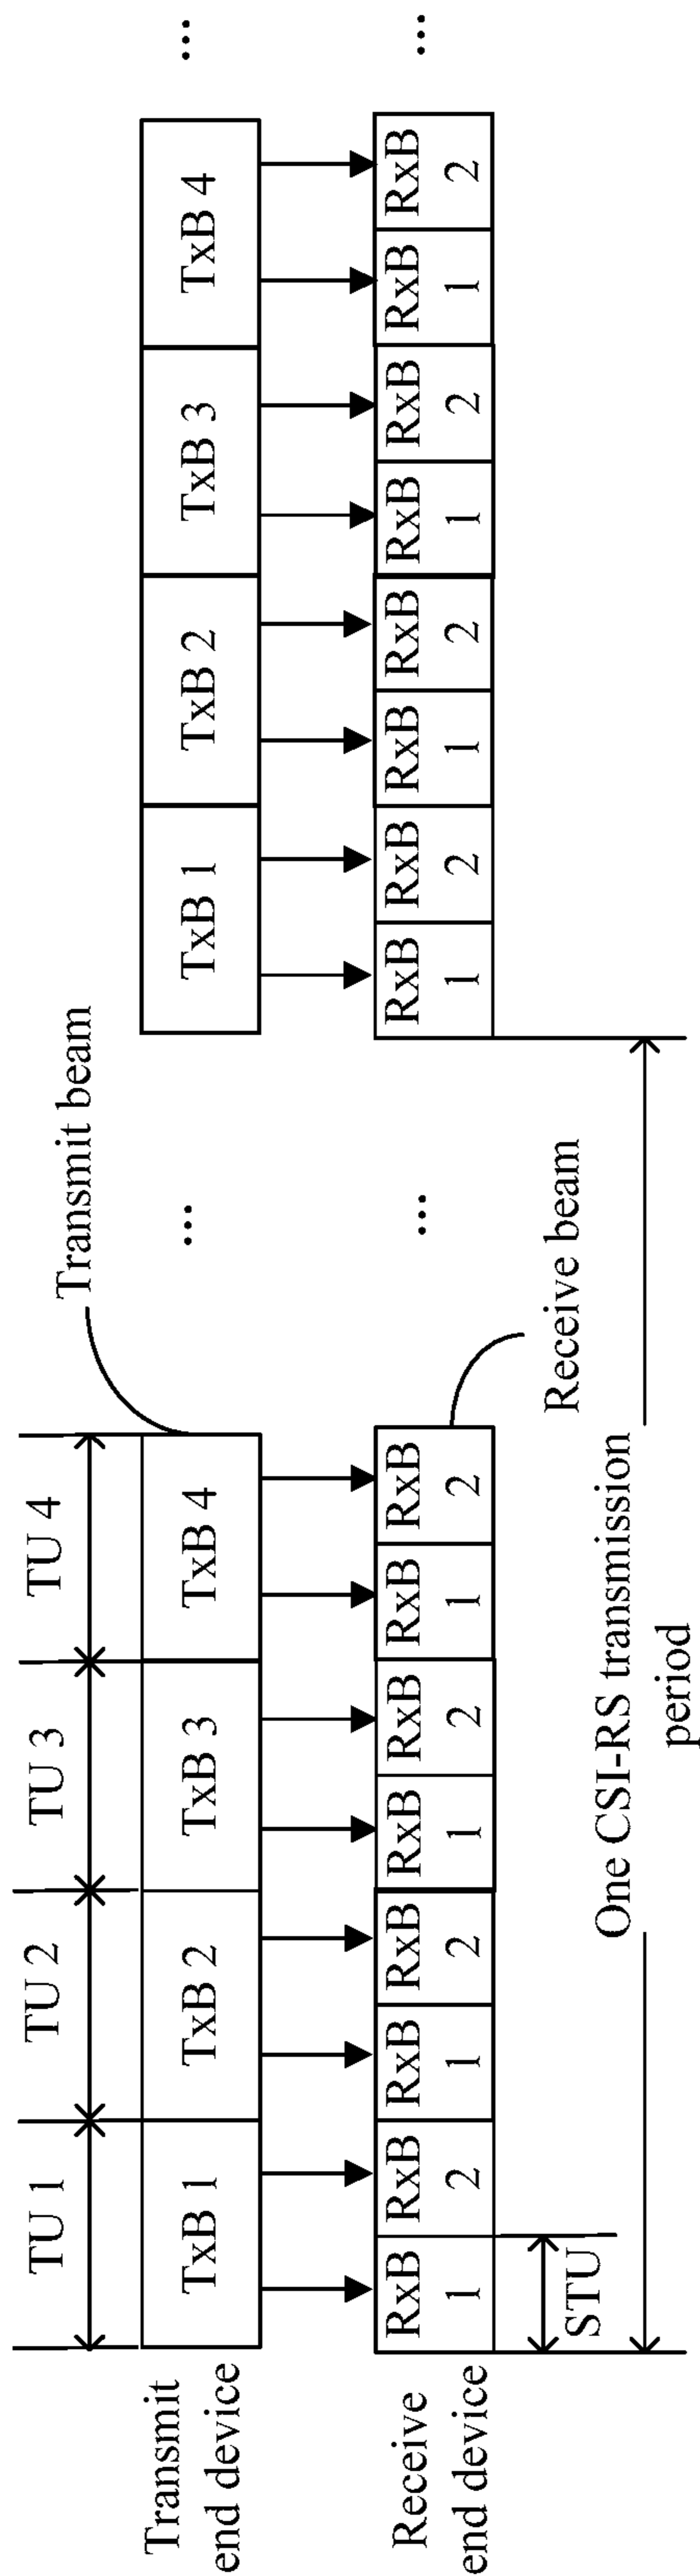 TU 1 TU 2 TU 3 TU 4
Transmit beam
Transmit
end device
TxB 1 TxB 2 TxB 3 TxB 4 ... TxB 1 TxB 2 TxB 3 TxB 4 ...
Receive
end device
RxB RxB RxB RxB RxB RxB RxB RxB ... RxB RxB RxB RxB RxB RxB RxB RxB ...
1 2 1 2 1 2 1 2 1 2 1 2 1 2 1 2
STU
Receive beam
One CSI-RS transmission
period